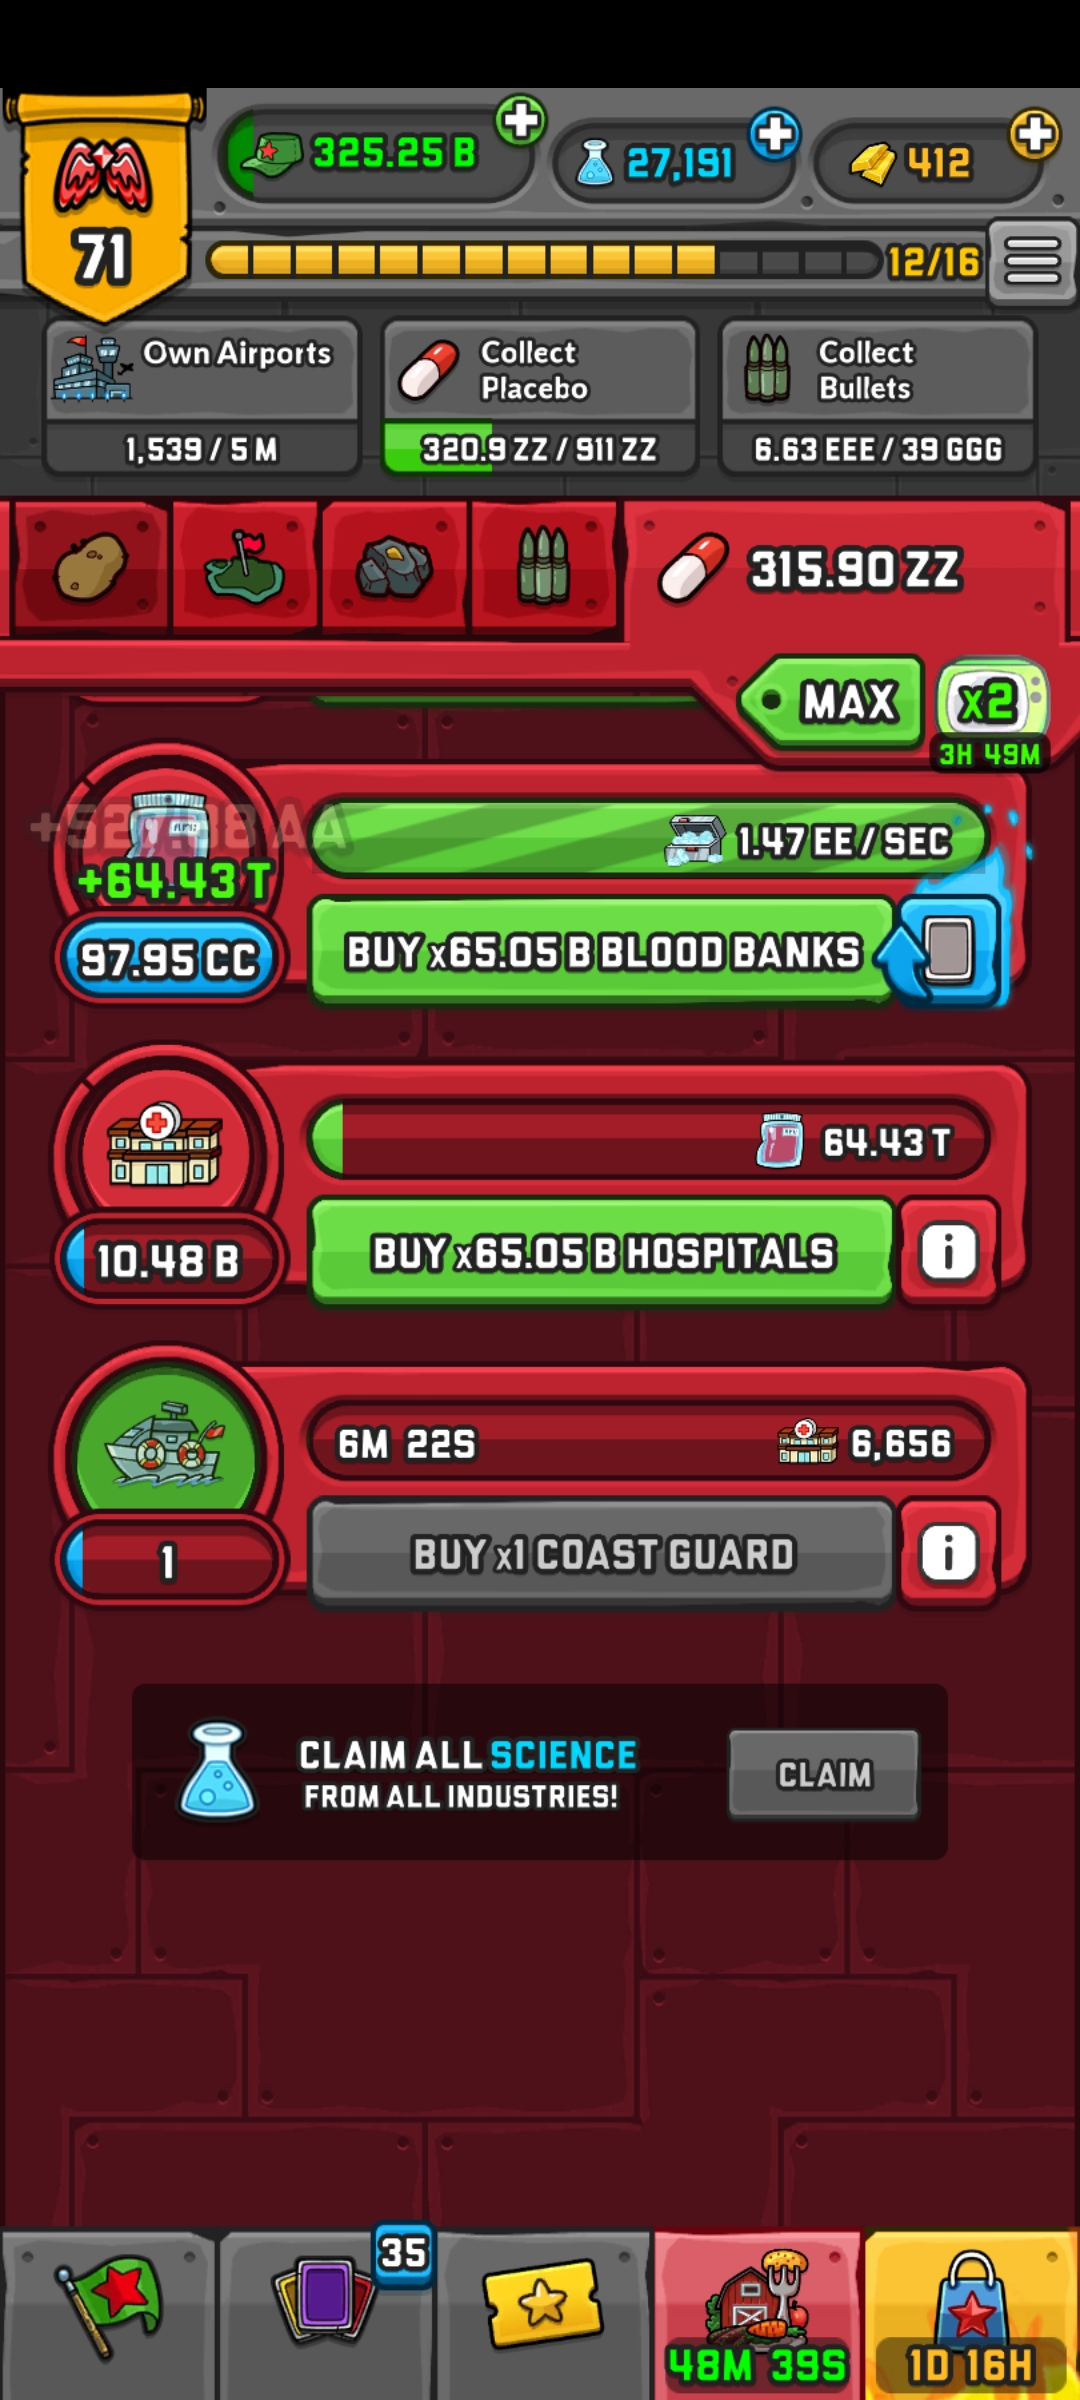 325.25 B
27,191
412
71
12/16
Own Airports
1,539 / 5 M
Collect
Placebo
320.9 ZZ / 911 ZZ
Collect
Bullets
6.63 EEE / 39 GGG
315.90 ZZ
MAX
x2
3H 49M
+64.43 T
1.47 EE / SEC
97.95 CC
BUY x65.05 B BLOOD BANKS
64.43 T
10.48 B
BUY x65.05 B HOSPITALS
6M 22S
6,656
1
BUY x1 COAST GUARD
CLAIM ALL SCIENCE
FROM ALL INDUSTRIES!
CLAIM
35
48M 39S
1D 16H